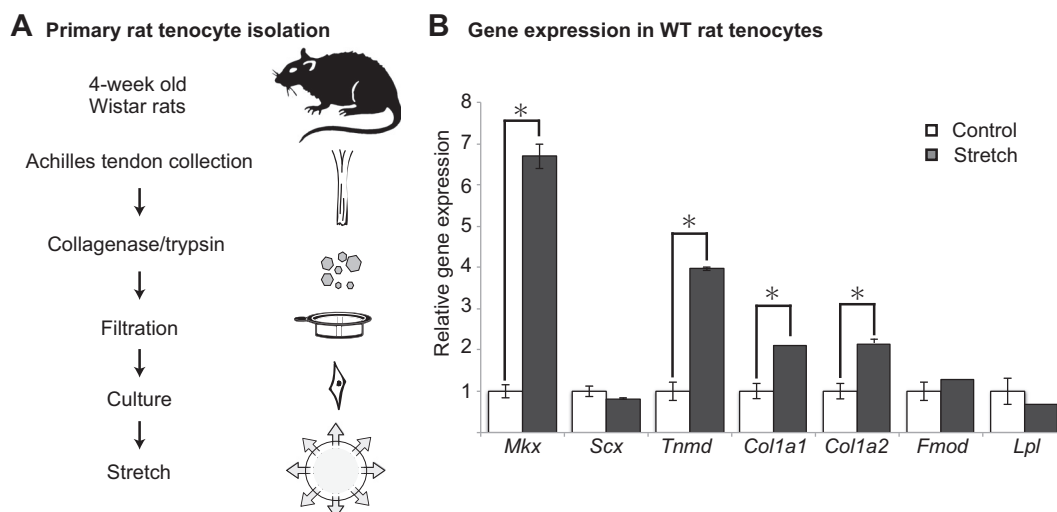 A Primary rat tenocyte isolation
4-week old
Wistar rats
Achilles tendon collection
Collagenase/trypsin
Filtration
Culture
Stretch
B Gene expression in WT rat tenocytes
Relative gene expression
8
7
6
5
4
3
2
1
Control
Stretch
*
*
*
*
Mkx Scx Tnmd Col1a1 Col1a2 Fmod Lpl